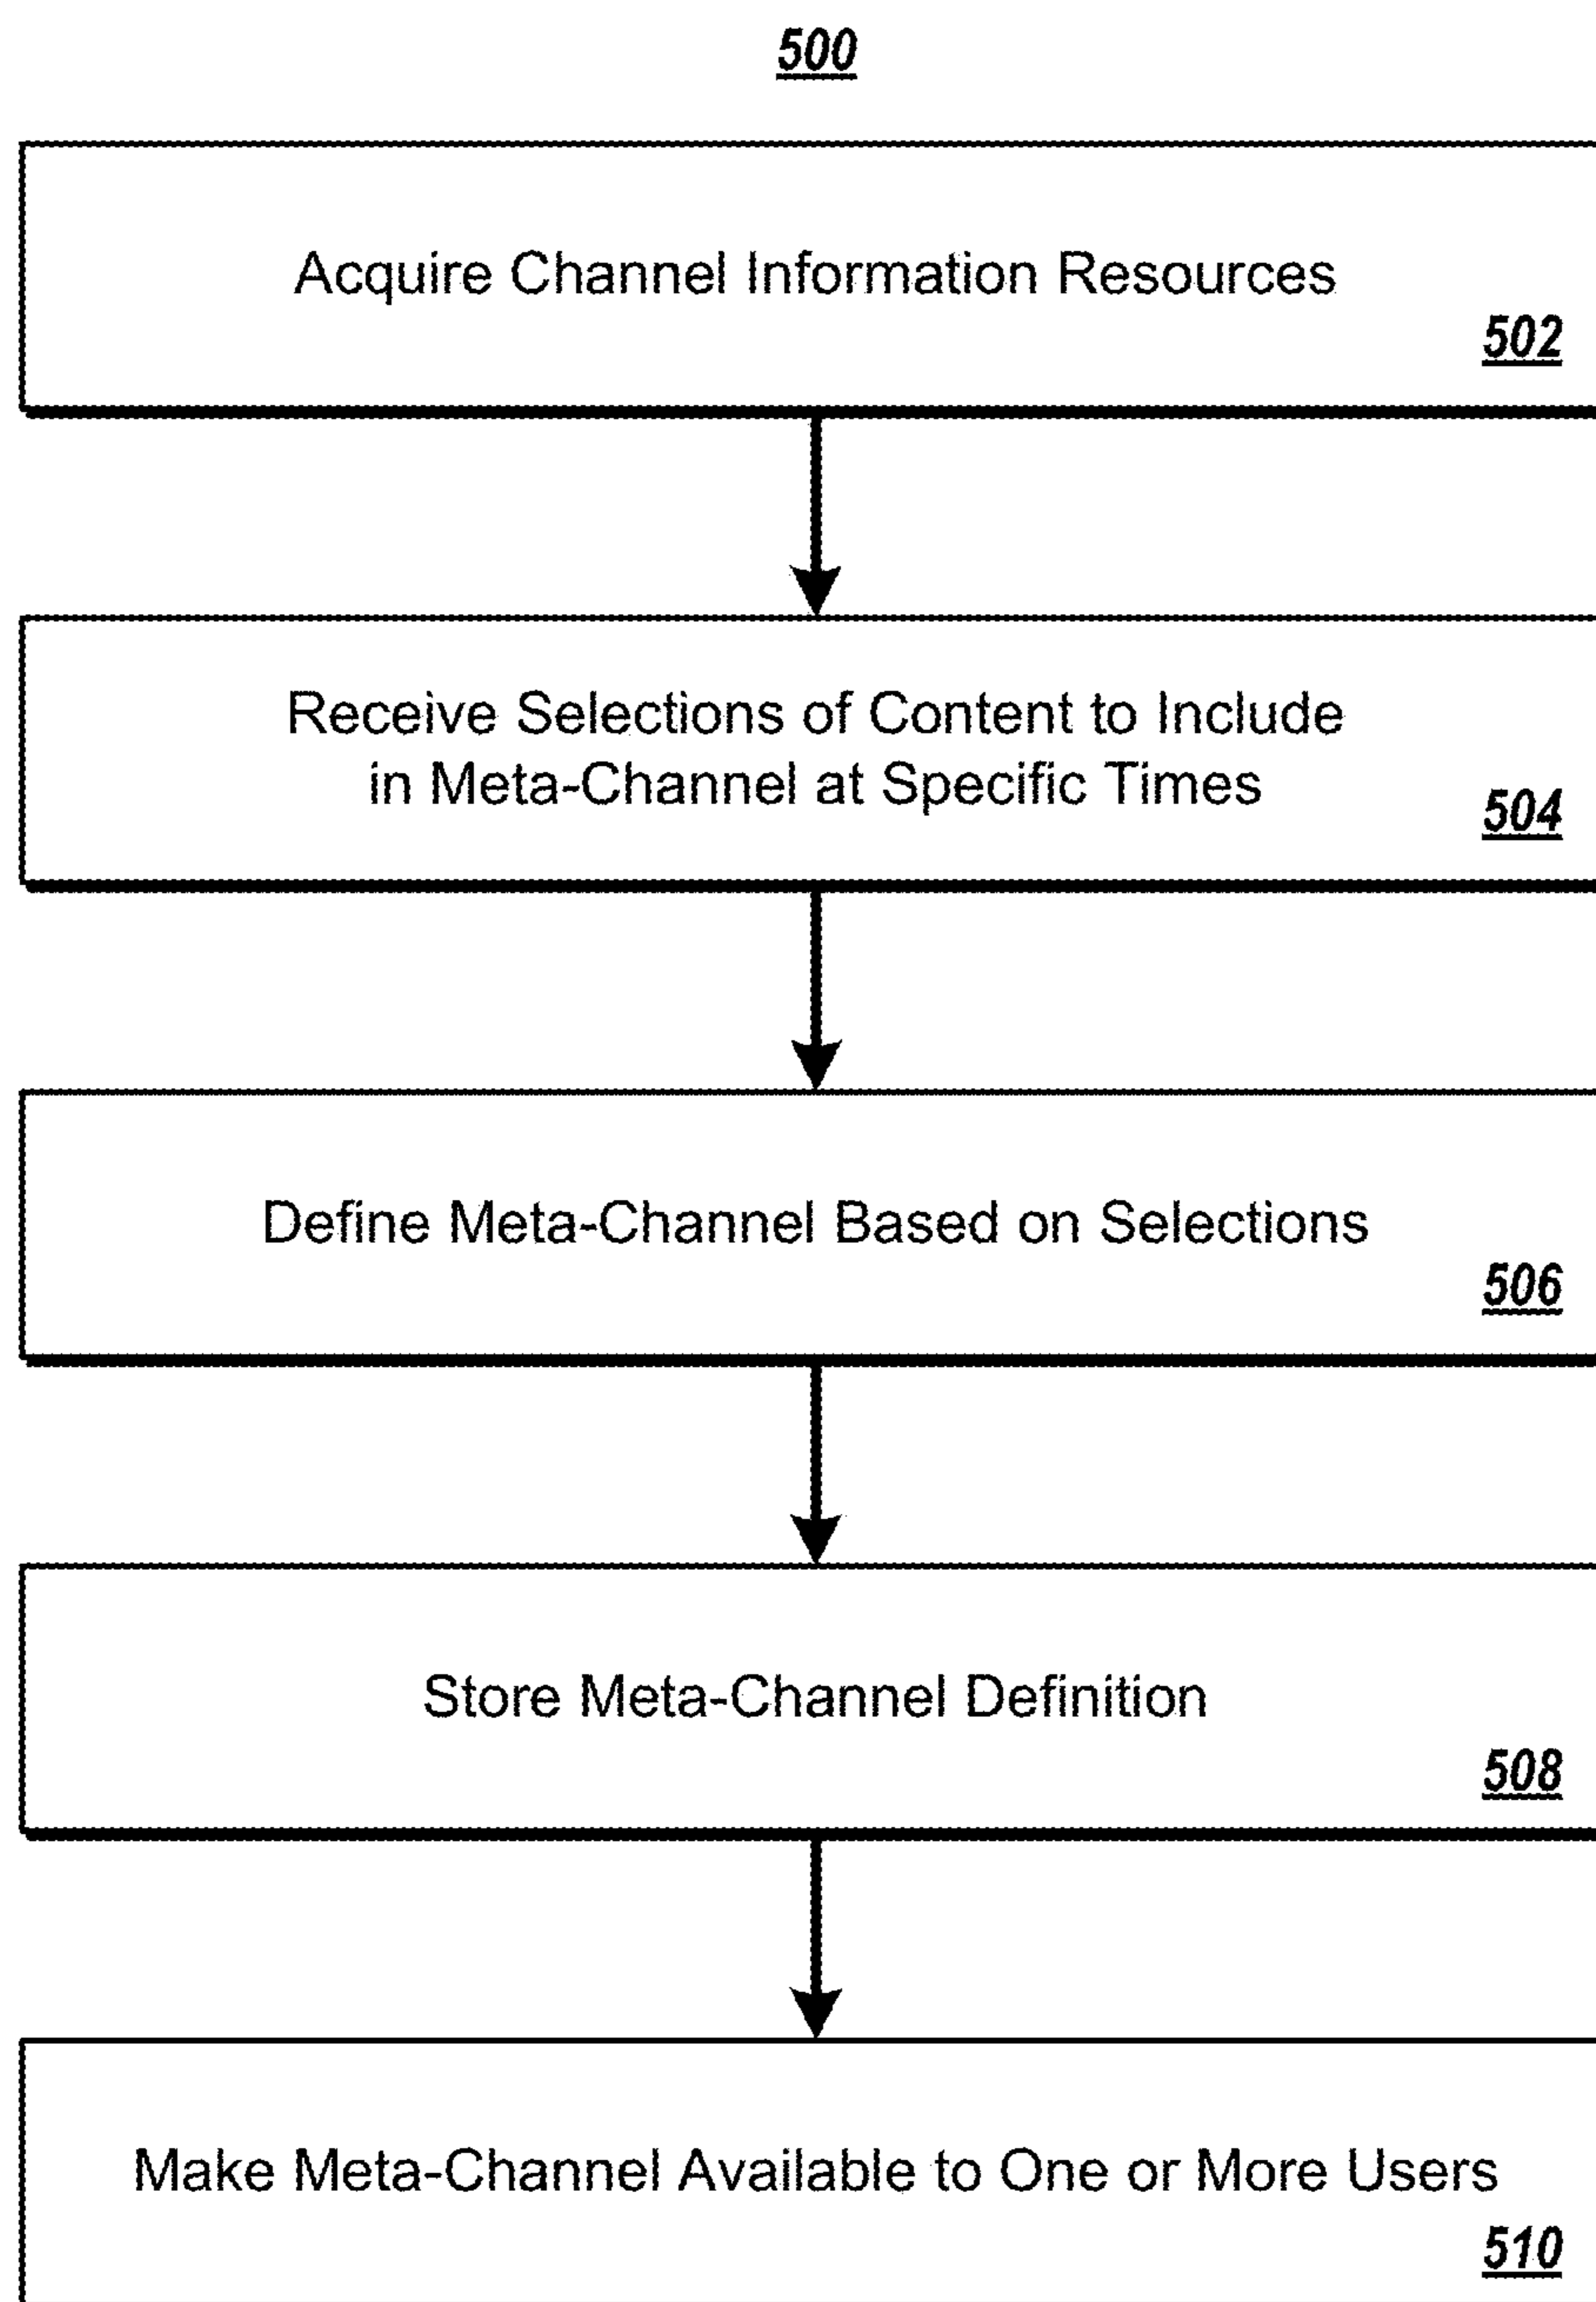 500
Acquire Channel Information Resources
502
Receive Selections of Content to Include
in Meta-Channel at Specific Times
504
Define Meta-Channel Based on Selections
506
Store Meta-Channel Definition
508
Make Meta-Channel Available to One or More Users
510